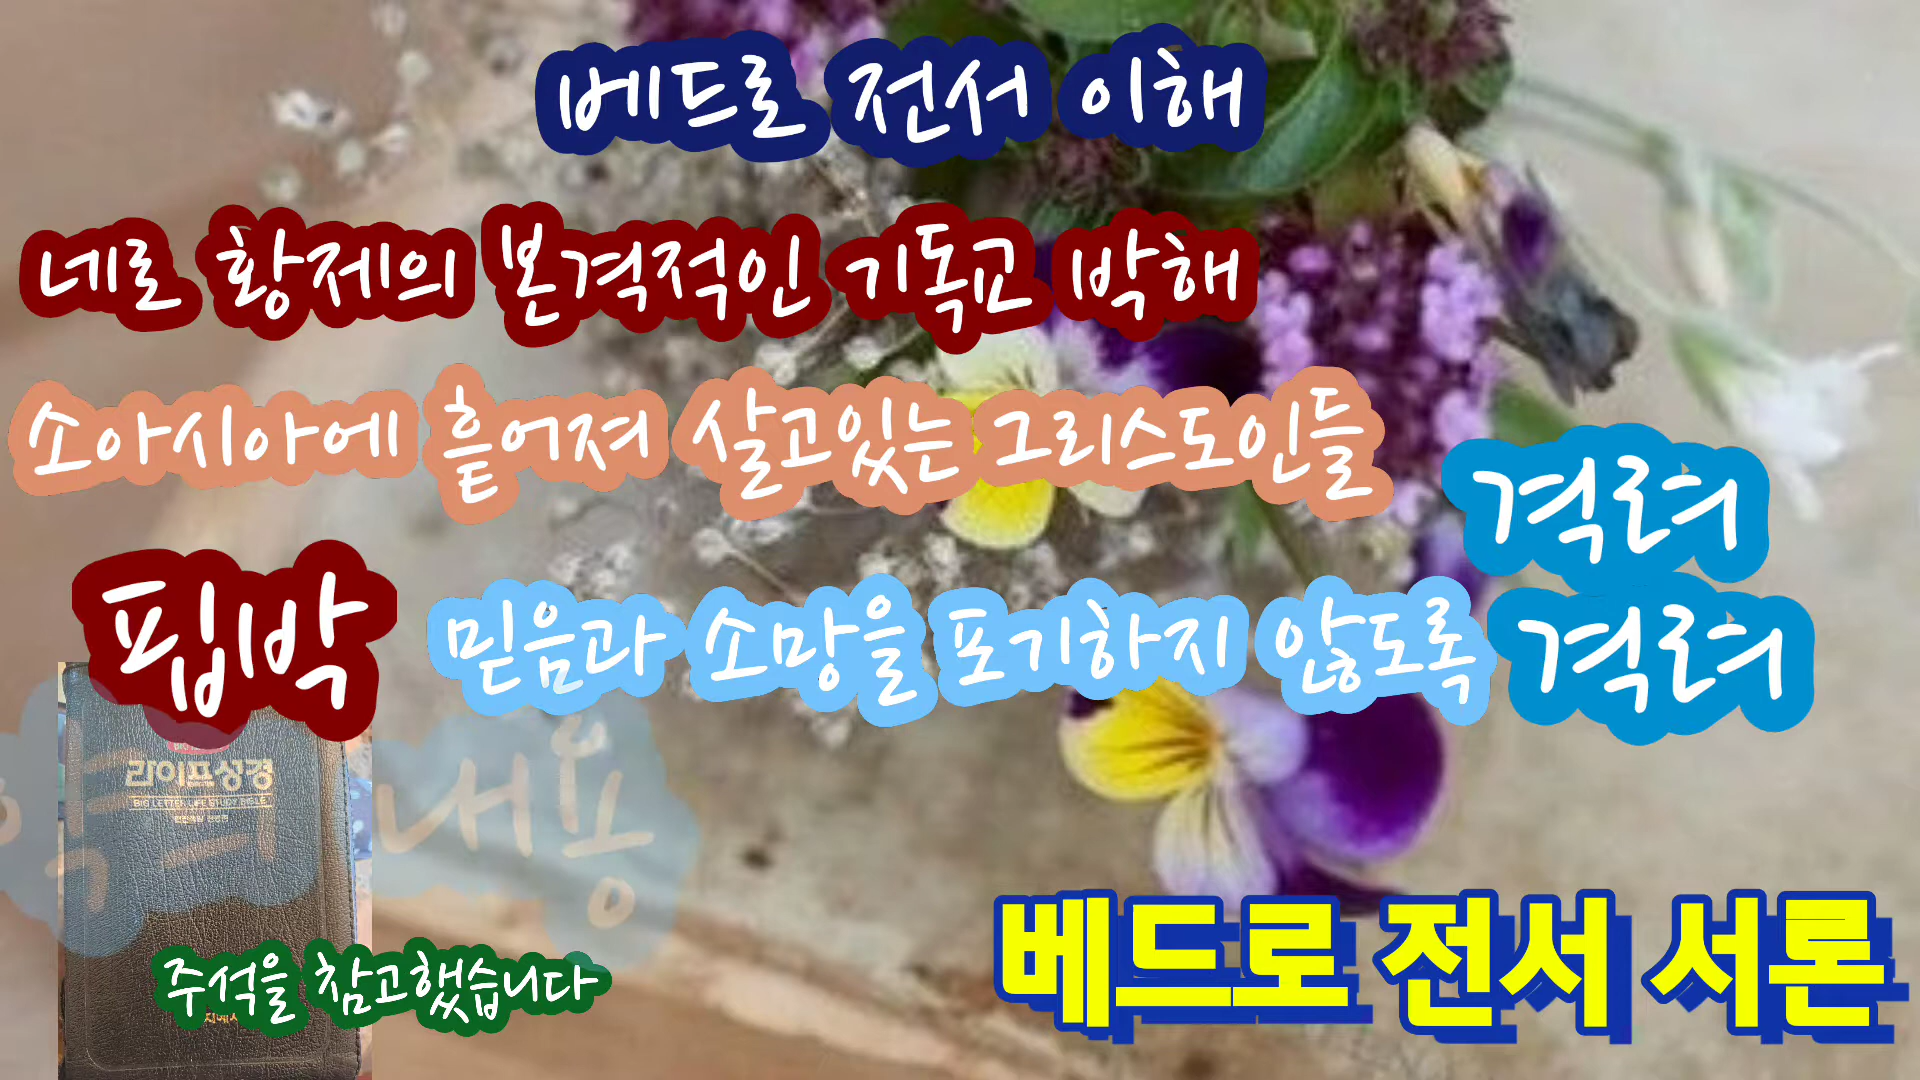 베드로 전서 이해
네로 황제의 본격적인 기독교 박해
소아시아에 흩어져 살고있는 그리스도인들
격려
핍박 믿음과 소망을 포기하지 않도록 격려
내용
라이프성경
BIG LETTER LIFE STUDY BIBLE
주석을 참고했습니다
베드로 전서 서론